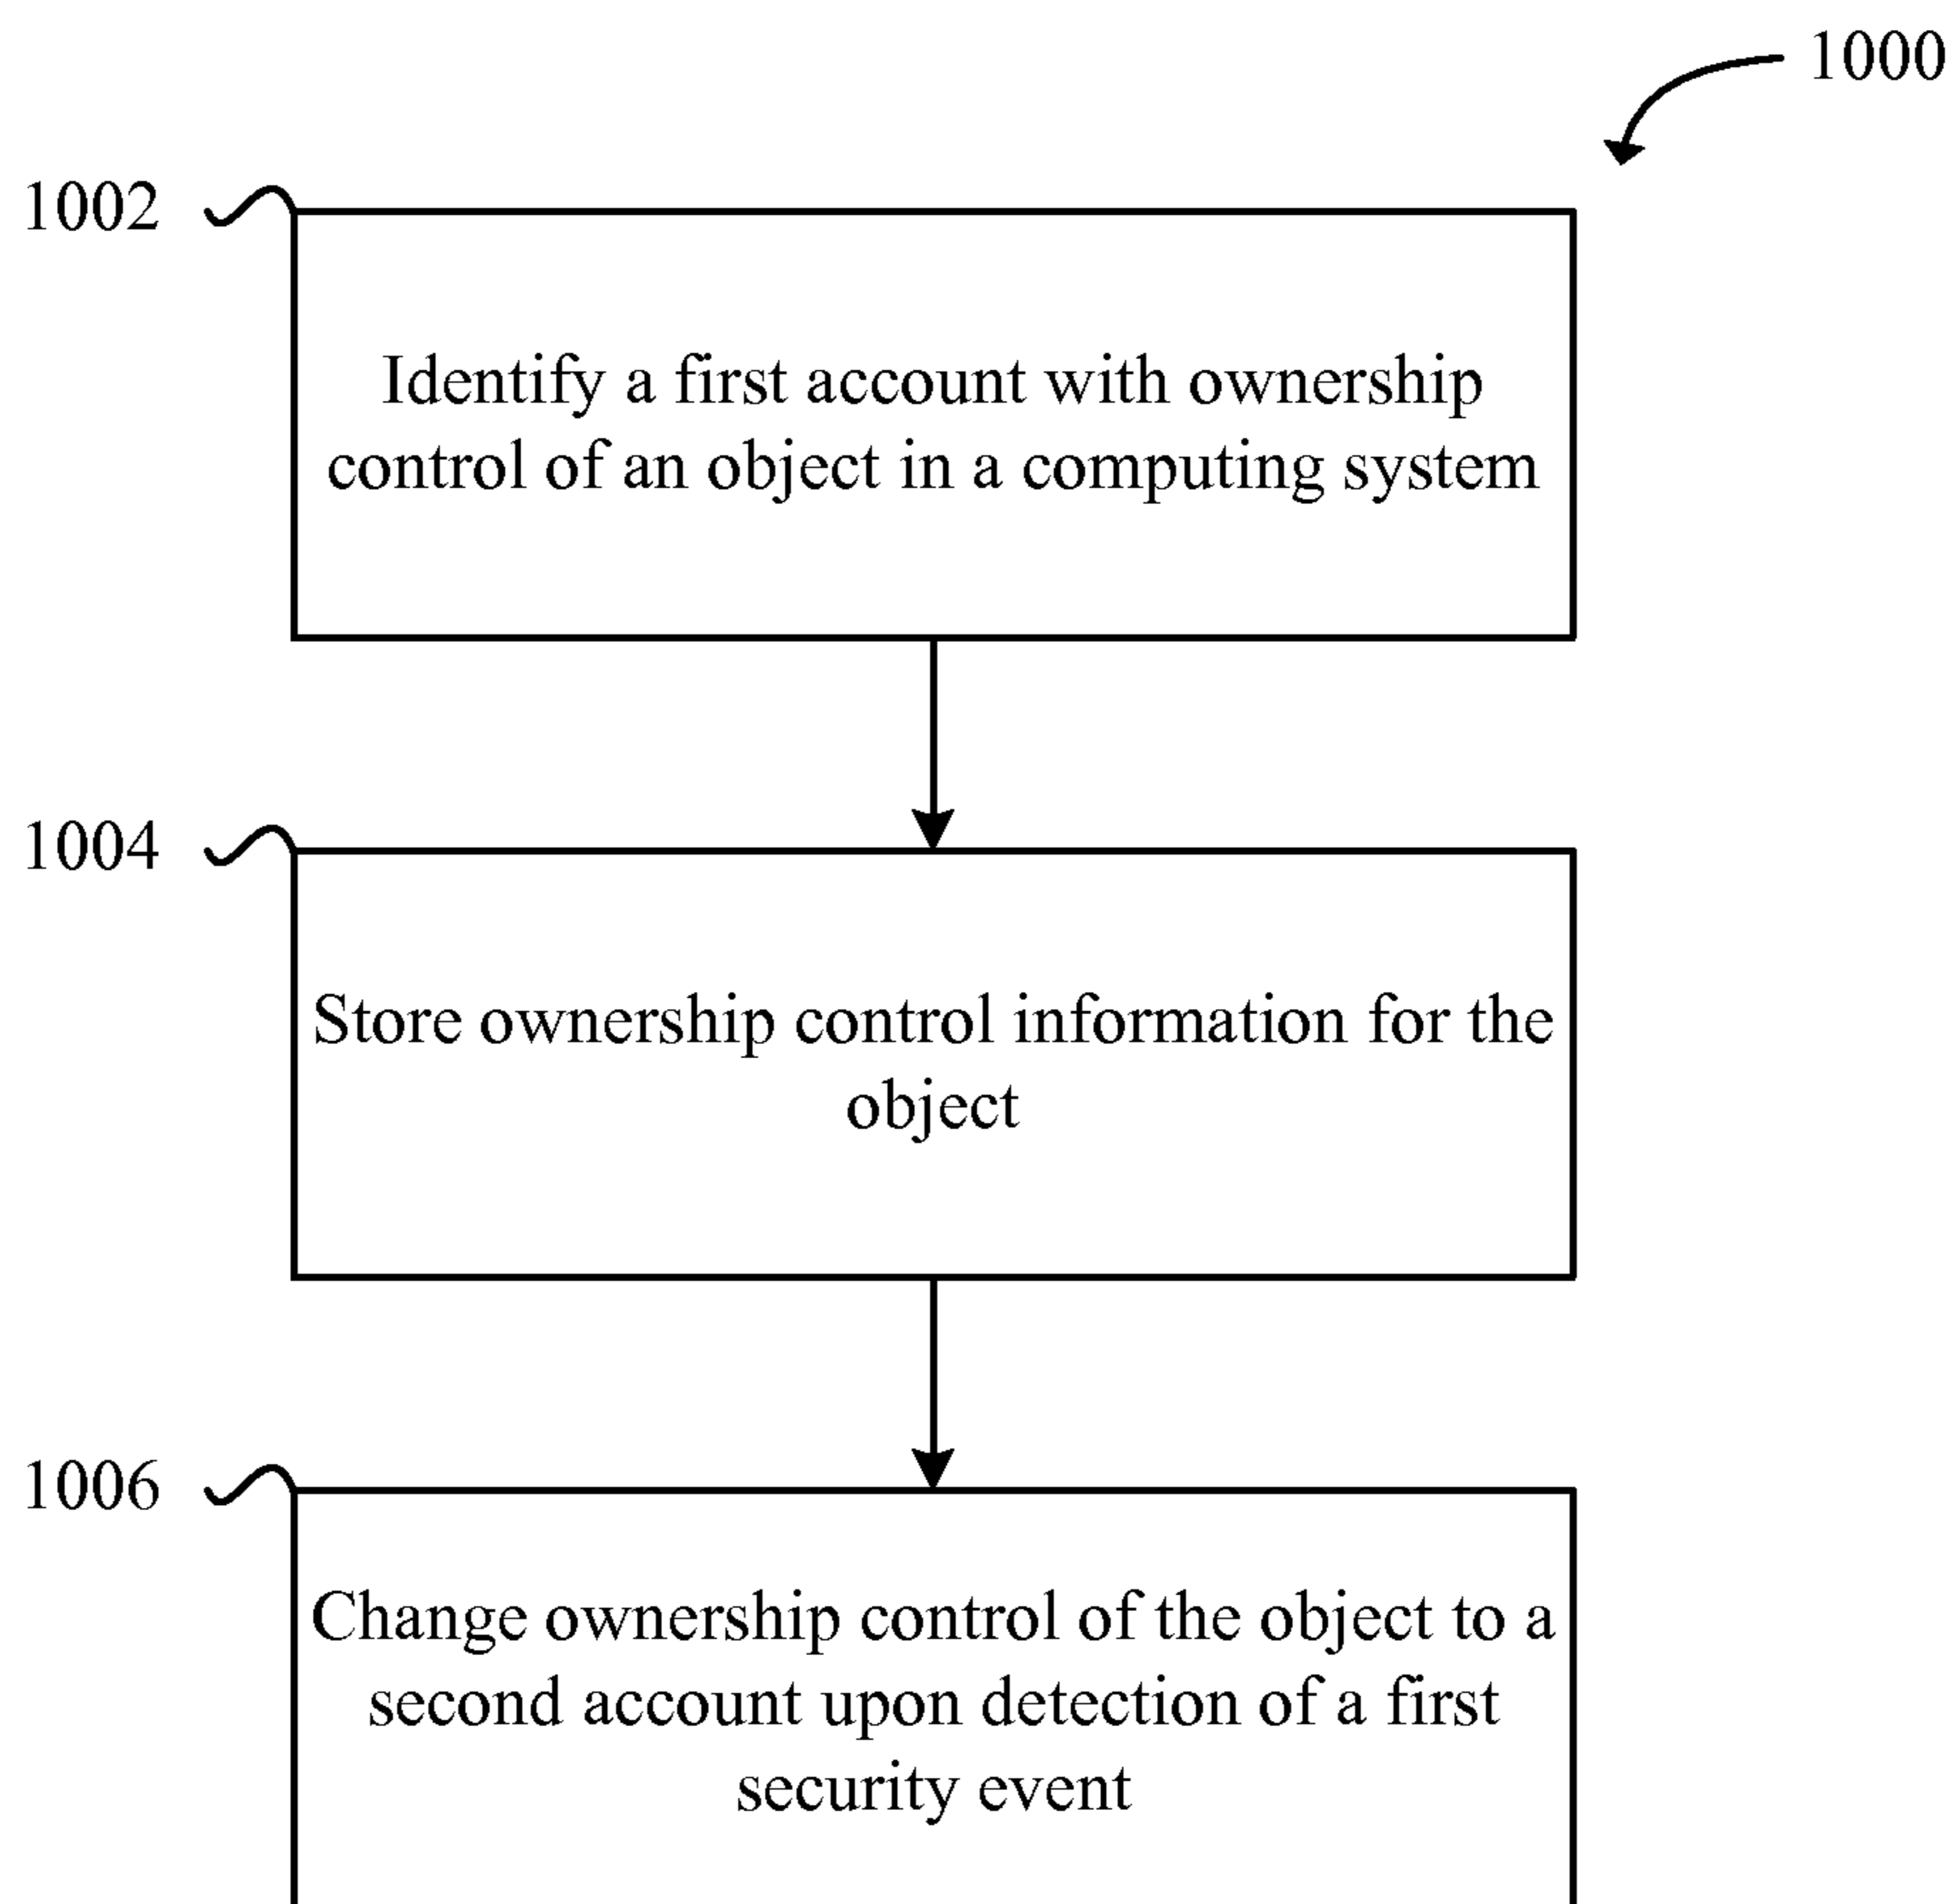 1000
1002
Identify a first account with ownership
control of an object in a computing system
1004
Store ownership control information for the
object
1006
Change ownership control of the object to a
second account upon detection of a first
security event